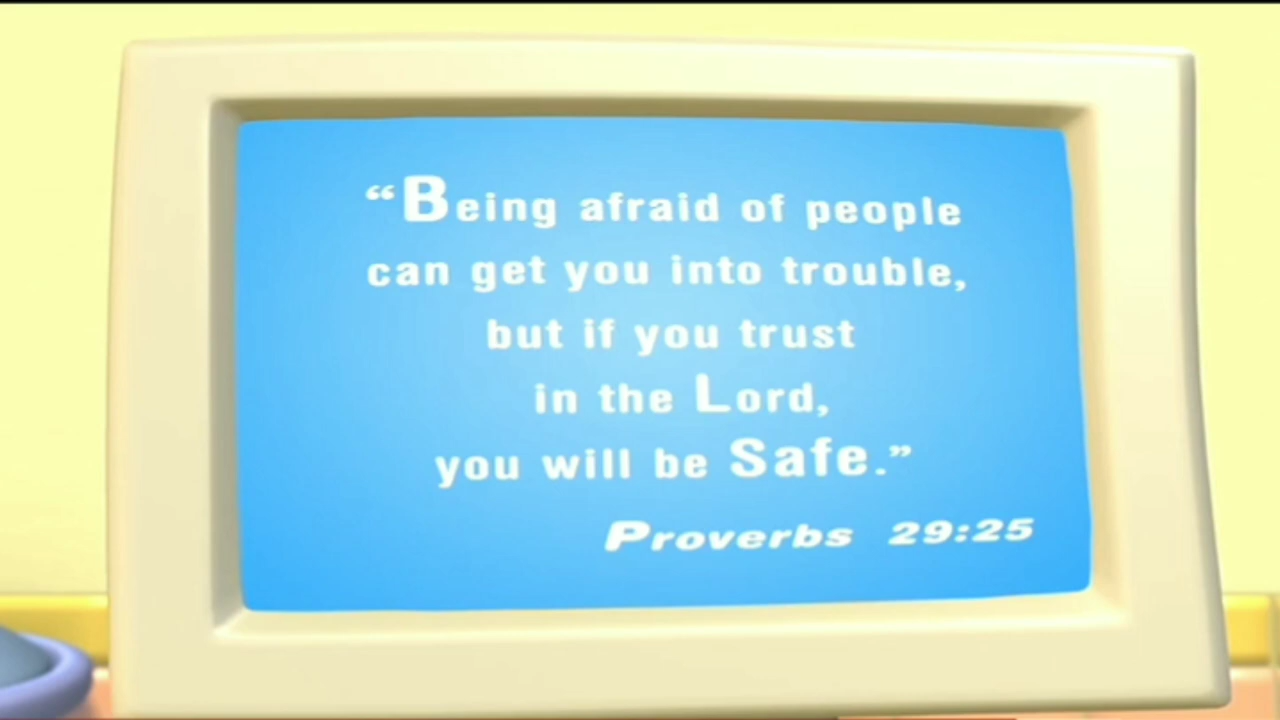 “Being afraid of people
can get you into trouble,
but if you trust
in the Lord,
you will be Safe.”
Proverbs 29:25